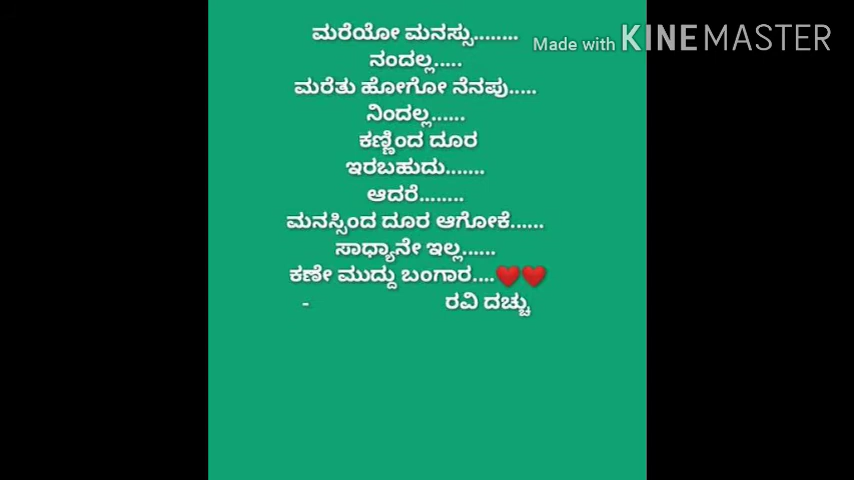 ಮರೆಯೋ ಮನಸ್ಸು........
Made with KINEMASTER
ನಂದಲ್ಲ.....
ಮರೆತು ಹೋಗೋ ನೆನಪು.....
ನಿಂದಲ್ಲ......
ಕಣ್ಣಿಂದ ದೂರ
ಇರಬಹುದು.......
ಆದರೆ........
ಮನಸ್ಸಿಂದ ದೂರ ಆಗೋಕೆ......
ಸಾಧ್ಯಾನೇ ಇಲ್ಲ......
ಕಣೇ ಮುದ್ದು ಬಂಗಾರ....❤️❤️
- ರವಿ ದಚ್ಚು